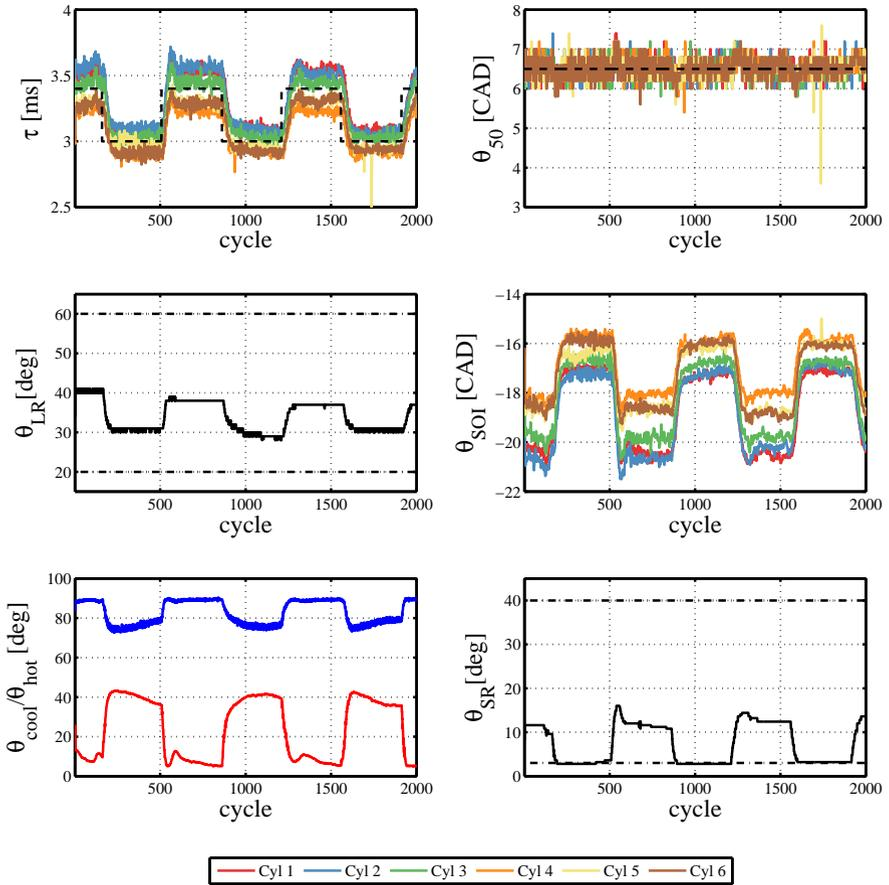 4
3.5
3
2.5
500 1000 1500 2000
τ [ms]
cycle
8
7
6
5
4
3
500 1000 1500 2000
θ50 [CAD]
cycle
60
50
40
30
20
500 1000 1500 2000
θLR [deg]
cycle
−14
−16
−18
−20
−22
500 1000 1500 2000
θSOI [CAD]
cycle
100
80
60
40
20
0
500 1000 1500 2000
θcool/θhot [deg]
cycle
40
30
20
10
0
500 1000 1500 2000
θSR[deg]
cycle
Cyl 1 Cyl 2 Cyl 3 Cyl 4 Cyl 5 Cyl 6